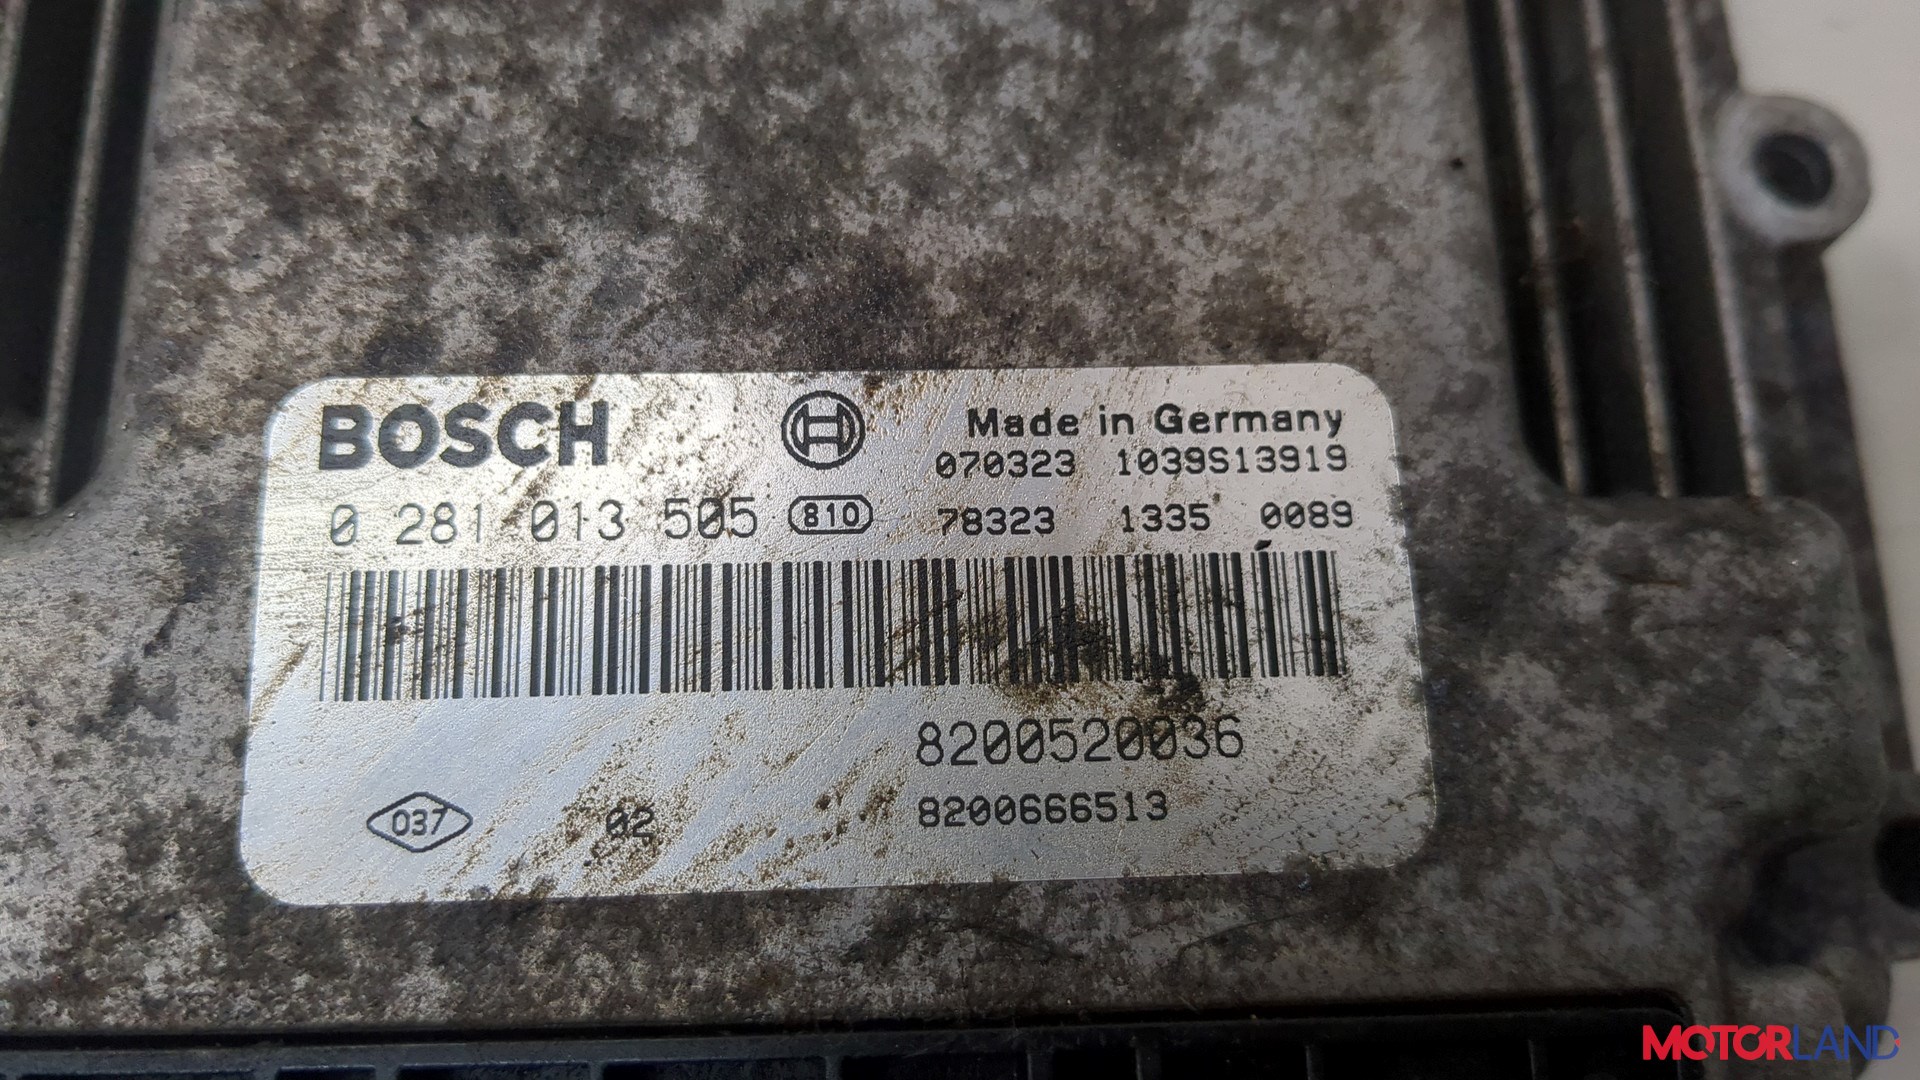 BOSCH
Made in Germany
070323 1039S13919
0 281 013 505 810 78323 1335 0089
8200520036
037 02 8200666513
MOTORLAND